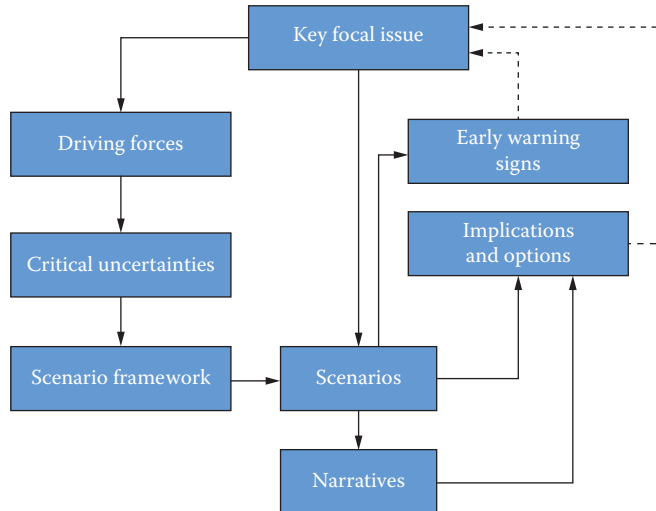 Key focal issue
Driving forces
Early warning
signs
Critical uncertainties
Implications
and options
Scenario framework
Scenarios
Narratives